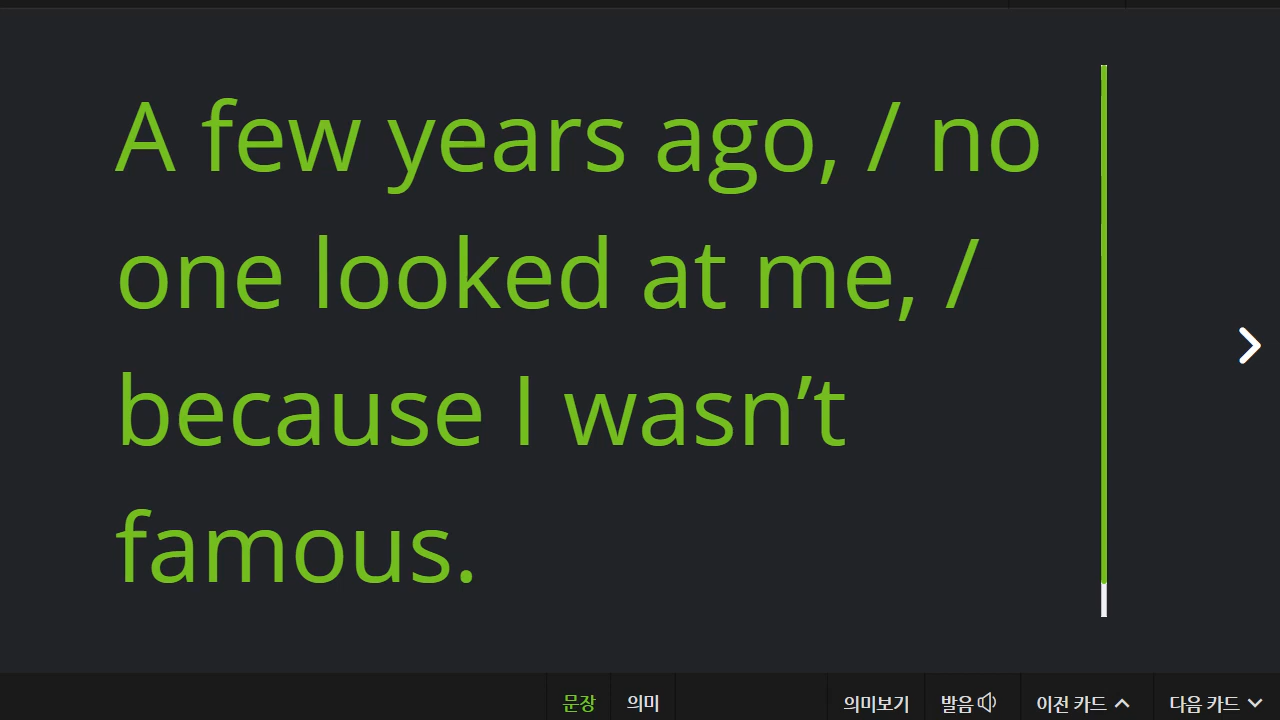 A few years ago, / no
one looked at me, /
because I wasn’t
famous.
문장 의미 의미보기 발음 이전 카드 다음 카드